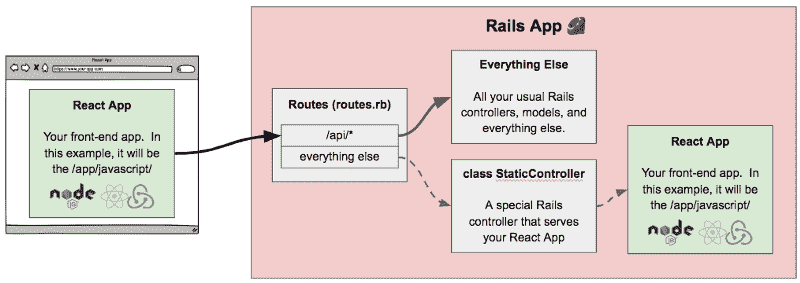 Rails App
React App
https://www.your-app.com
React App
Your front-end app. In
this example, it will be
the /app/javascript/
node
JS
Routes (routes.rb)
/api/*
everything else
Everything Else
All your usual Rails
controllers, models, and
everything else.
class StaticController
A special Rails
controller that serves
your React App
React App
Your front-end app. In
this example, it will be
the /app/javascript/
node
JS